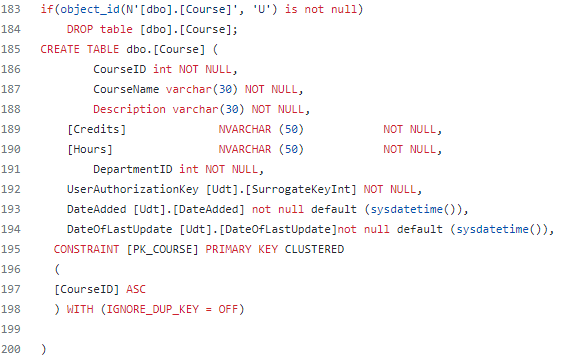 183 if(object_id(N'[dbo].[Course]', 'U') is not null)
184 DROP table [dbo].[Course];
185 CREATE TABLE dbo.[Course] (
186 CourseID int NOT NULL,
187 CourseName varchar(30) NOT NULL,
188 Description varchar(30) NOT NULL,
189 [Credits] NVARCHAR (50) NOT NULL,
190 [Hours] NVARCHAR (50) NOT NULL,
191 DepartmentID int NOT NULL,
192 UserAuthorizationKey [Udt].[SurrogateKeyInt] NOT NULL,
193 DateAdded [Udt].[DateAdded] not null default (sysdatetime()),
194 DateOfLastUpdate [Udt].[DateOfLastUpdate]not null default (sysdatetime()),
195 CONSTRAINT [PK_COURSE] PRIMARY KEY CLUSTERED
196 (
197 [CourseID] ASC
198 ) WITH (IGNORE_DUP_KEY = OFF)
199
200 )